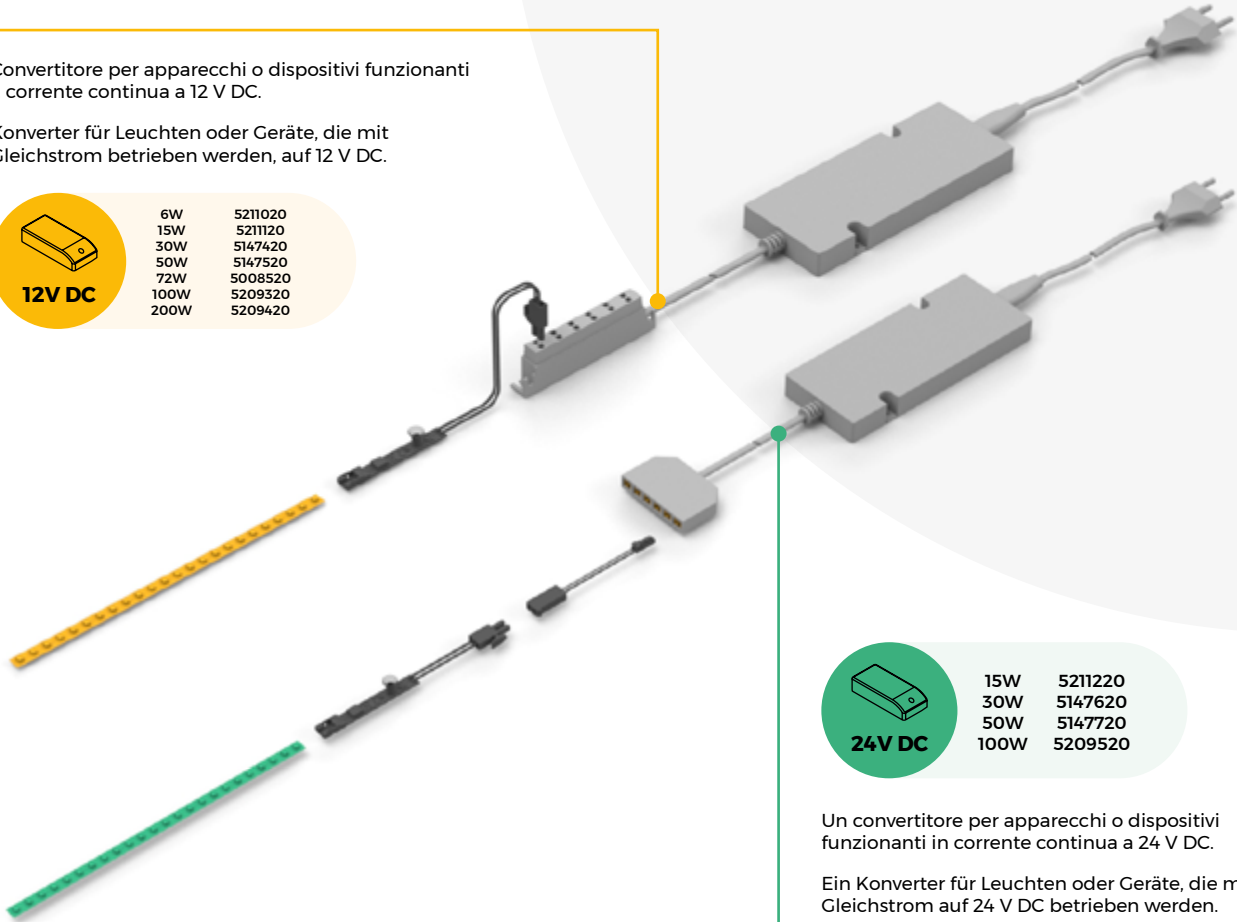 Convertitore per apparecchi o dispositivi funzionanti
corrente continua a 12 V DC.
Konverter für Leuchten oder Geräte, die mit
Gleichstrom betrieben werden, auf 12 V DC.
12V DC
6W 5211020
15W 5211120
30W 5147420
50W 5147520
72W 5008520
100W 5209320
200W 5209420
24V DC
15W 5211220
30W 5147620
50W 5147720
100W 5209520
Un convertitore per apparecchi o dispositivi
funzionanti in corrente continua a 24 V DC.
Ein Konverter für Leuchten oder Geräte, die
Gleichstrom auf 24 V DC betrieben werden.